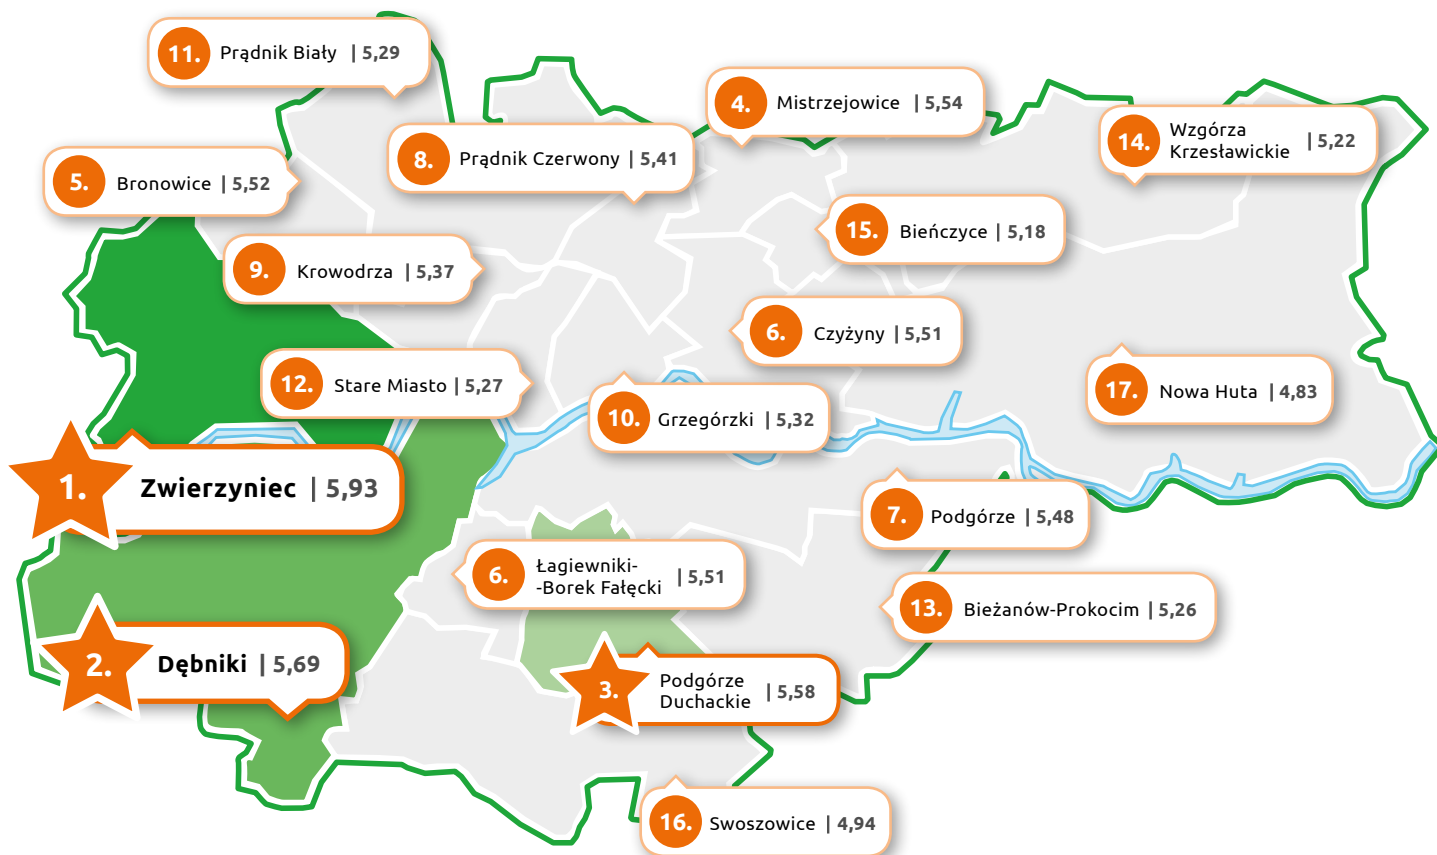 11. Prądnik Biały | 5,29
4. Mistrzejowice | 5,54
14. Wzgórza
Krzesławickie | 5,22
8. Prądnik Czerwony | 5,41
5. Bronowice | 5,52
15. Bieńczyce | 5,18
9. Krowodrza | 5,37
6. Czyżyny | 5,51
12. Stare Miasto | 5,27
17. Nowa Huta | 4,83
10. Grzegórzki | 5,32
1. Zwierzyniec | 5,93
7. Podgórze | 5,48
6. Łagiewniki-
-Borek Fałęcki | 5,51
13. Bieżanów-Prokocim | 5,26
2. Dębniki | 5,69
3. Podgórze
Duchackie | 5,58
16. Swoszowice | 4,94